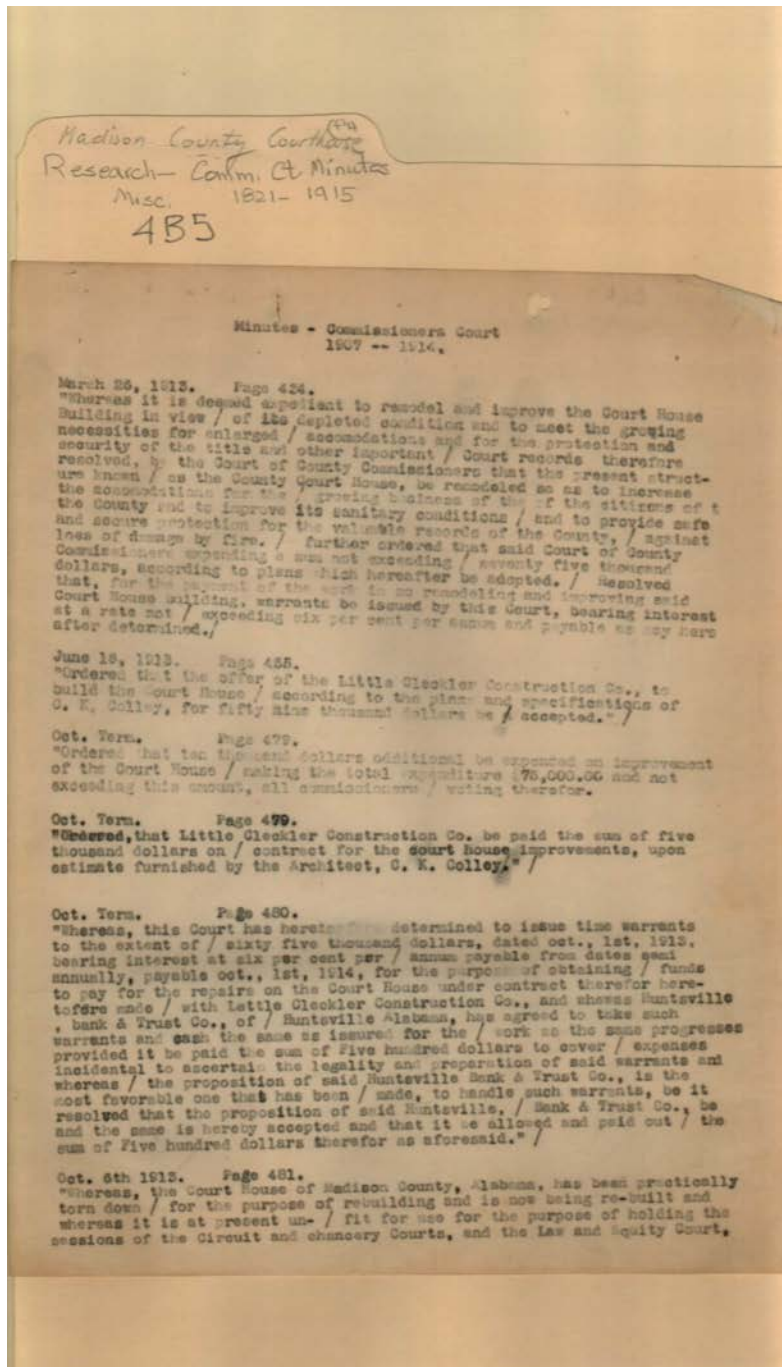 Madison County Courthouse
Research— Comm. Ct. Minutes
Misc. 1821- 1915
4B5
Minutes - Commissioners Court
1907 -- 1914.
March 26, 1913. Page 424.
"Whereas it is deemed expedient to remodel and improve the Court House
Building in view / of its depleted condition and to meet the growing
necessities for enlarged / accomodations and for the protection and
security of the title and other important / Court records therefore
resolved, by the Court of County Commissioners that the present struct-
ure known / as the County Court House, be remodeled so as to increase
the accomodations for the / growing business of the of the citizens of t
the County and to improve its sanitary conditions / and to provide safe
and secure protection for the valuable records of the County, / against
loss of damage by fire. / further ordered that said Court of County
Commissioners expending a sum not exceeding / seventy five thousand
dollars, according to plans which hereafter be adopted. / Resolved
that, for the payment of the work in so remodeling and improving said
Court House Building, warrants be issued by this Court, bearing interest
at a rate not / exceeding six per cent per annum and payable as may here
after determined./
June 16, 1913. Page 455.
"Ordered that the offer of the Little Cleckler Construction Co., to
build the Court House / according to the plans and specifications of
C. K. Colley, for fifty nine thousand dollars be / accepted." /
Oct. Term. Page 479.
"Ordered that ten thousand dollars additional be expended on improvement
of the Court House / making the total expenditure $75,000.00 and not
exceeding this amount, all commissioners / voting therefor.
Oct. Term. Page 479.
"Ordered, that Little Cleckler Construction Co. be paid the sum of five
thousand dollars on / contract for the court house improvements, upon
estimate furnished by the Architect, C. K. Colley." /
Oct. Term. Page 480.
"Whereas, this Court has heretofore determined to issue time warrants
to the extent of / sixty five thousand dollars, dated oct., 1st, 1913,
bearing interest at six per cent per / annum payable from dates semi
annually, payable oct., 1st, 1914, for the purpose of obtaining / funds
to pay for the repairs on the Court House under contract therefor here-
tofore made / with Lattle Cleckler Construction Co., and wheeas Huntsville
, bank & Trust Co., of / Huntsville Alabama, has agreed to take such
warrants and cash the same as issured for the / work as the same progresses
provided it be paid the sum of Five hundred dollars to cover / expenses
incidental to ascertain the legality and preparation of said warrants and
whereas / the proposition of said Huntsville Bank & Trust Co., is the
most favorable one that has been / made, to handle such warrants, be it
resolved that the proposition of said Huntsville, / Bank & Trust Co., be
and the same is hereby accepted and that it be allowed and paid out / the
sum of Five hundred dollars therefor as aforesaid." /
Oct. 6th 1913. Page 481.
"Whereas, the Court House of Madison County, Alabama, has been practically
torn down / for the purpose of rebuilding and is now being re-built and
whereas it is at present un- / fit for use for the purpose of holding the
sessions of the Circuit and chancery Courts, and the Law and Equity Court,